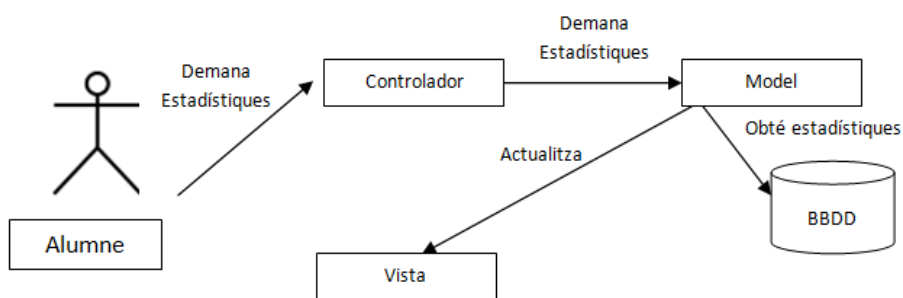 Demana
Estadístiques
Demana
Estadístiques
Controlador
Model
Obté estadístiques
Actualitza
BBDD
Alumne
Vista